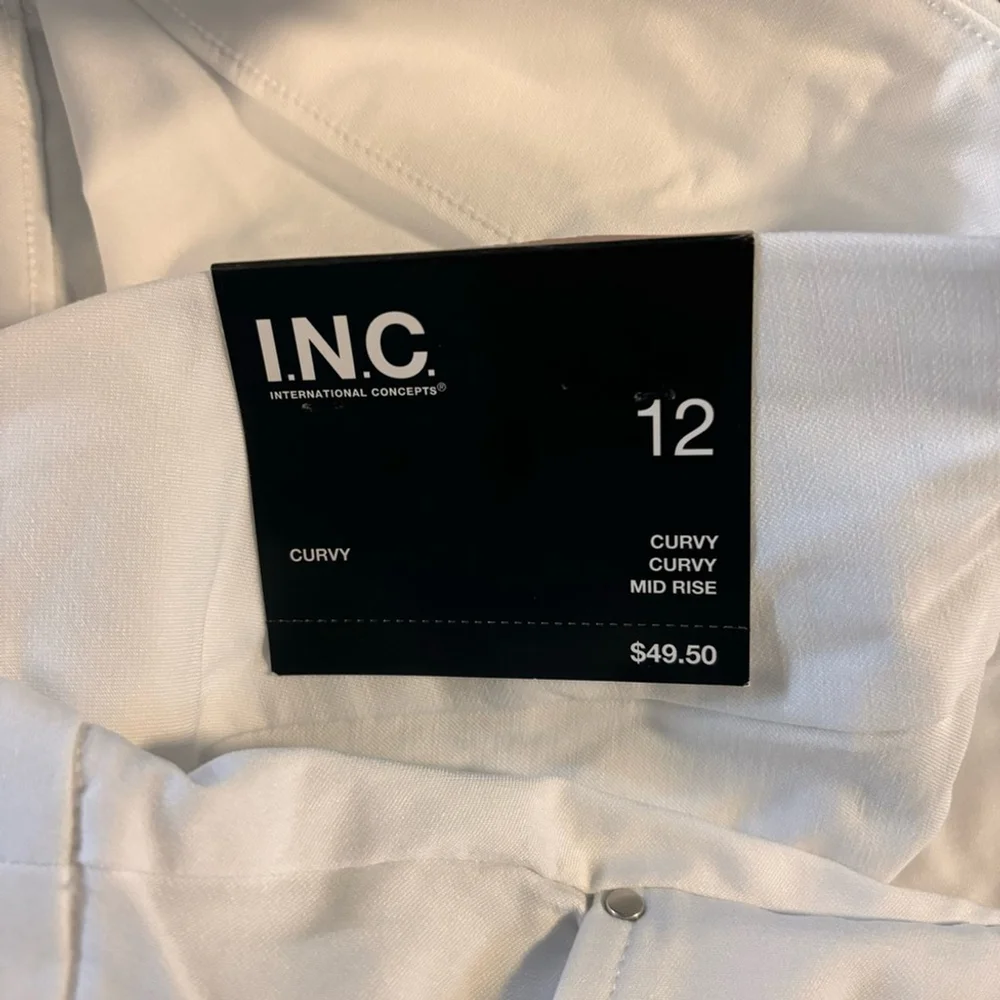 I.N.C.
INTERNATIONAL CONCEPTS®
12
CURVY
CURVY
CURVY
MID RISE
$49.50